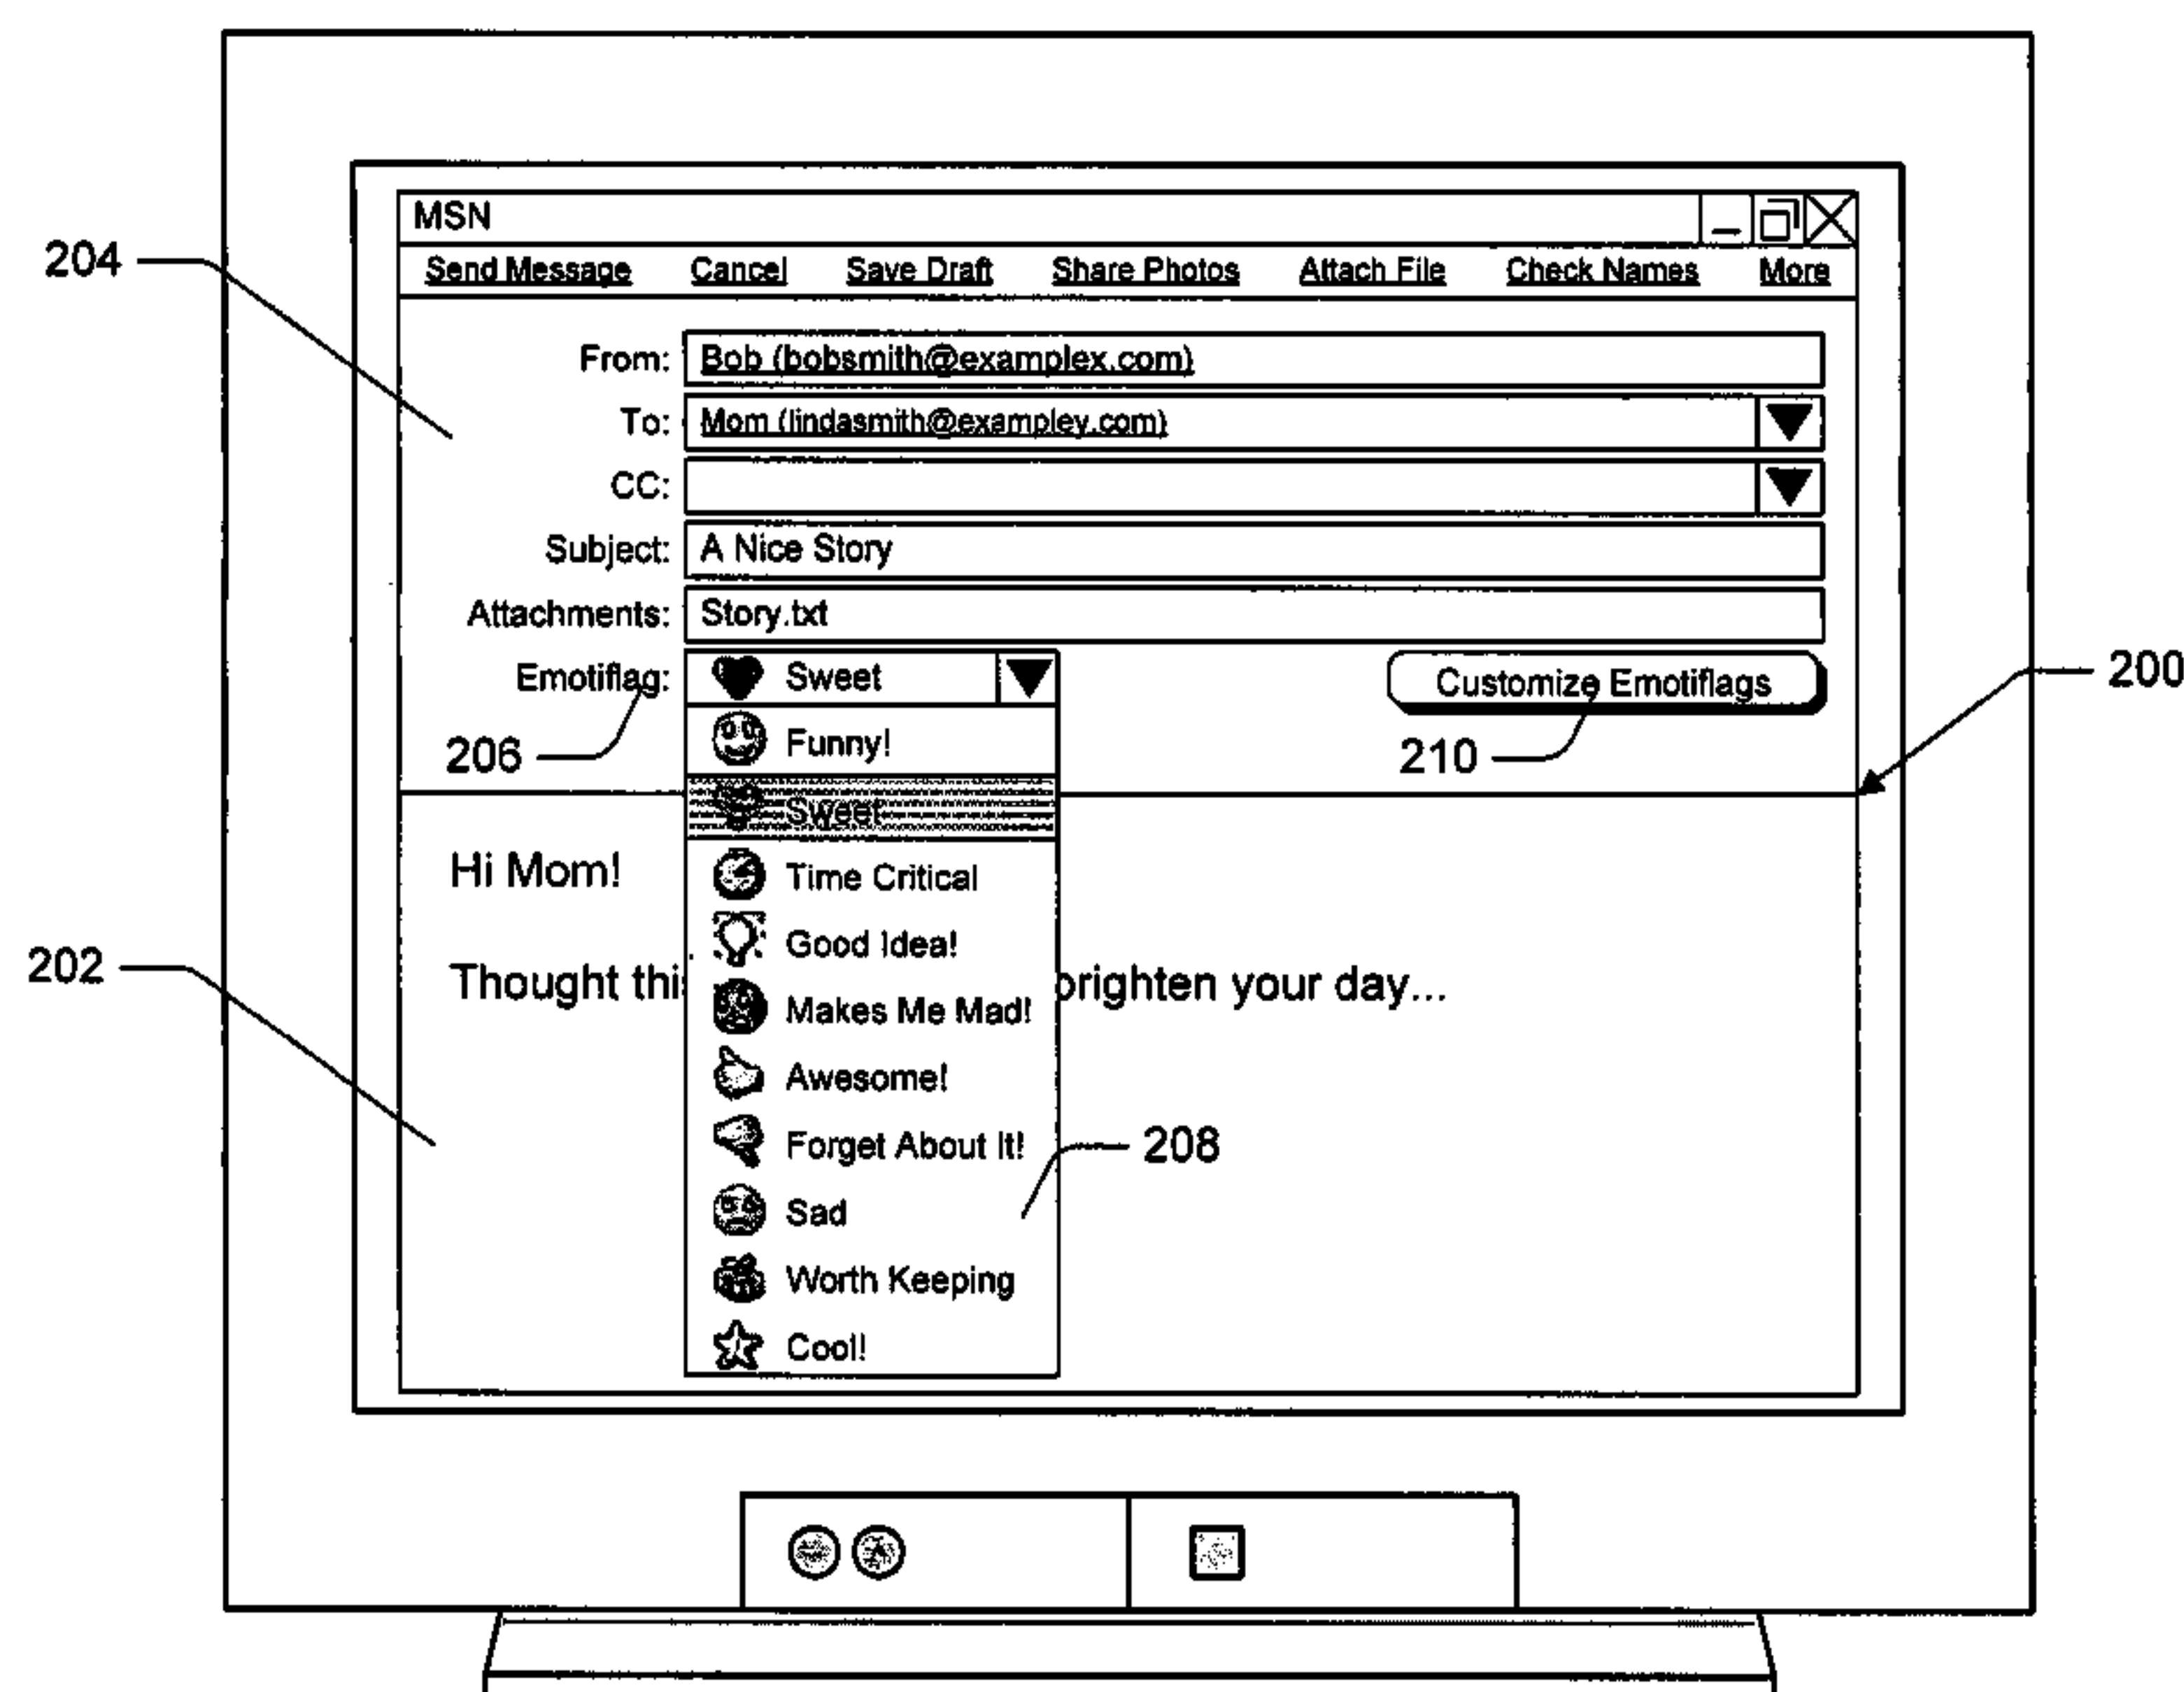 MSN
204
Send Message Cancel Save Draft Share Photos Attach File Check Names More
From: Bob (bobsmith@examplex.com)
To: Mom (lindasmith@exampley.com)
CC:
Subject: A Nice Story
Attachments: Story.txt
Emotiflag: Sweet Customize Emotiflags 200
206 Funny! 210
Sweet
Hi Mom! Time Critical
Good Idea!
202
Thought brighten your day...
Makes Me Mad!
Awesome!
Forget About It! 208
Sad
Worth Keeping
Cool!